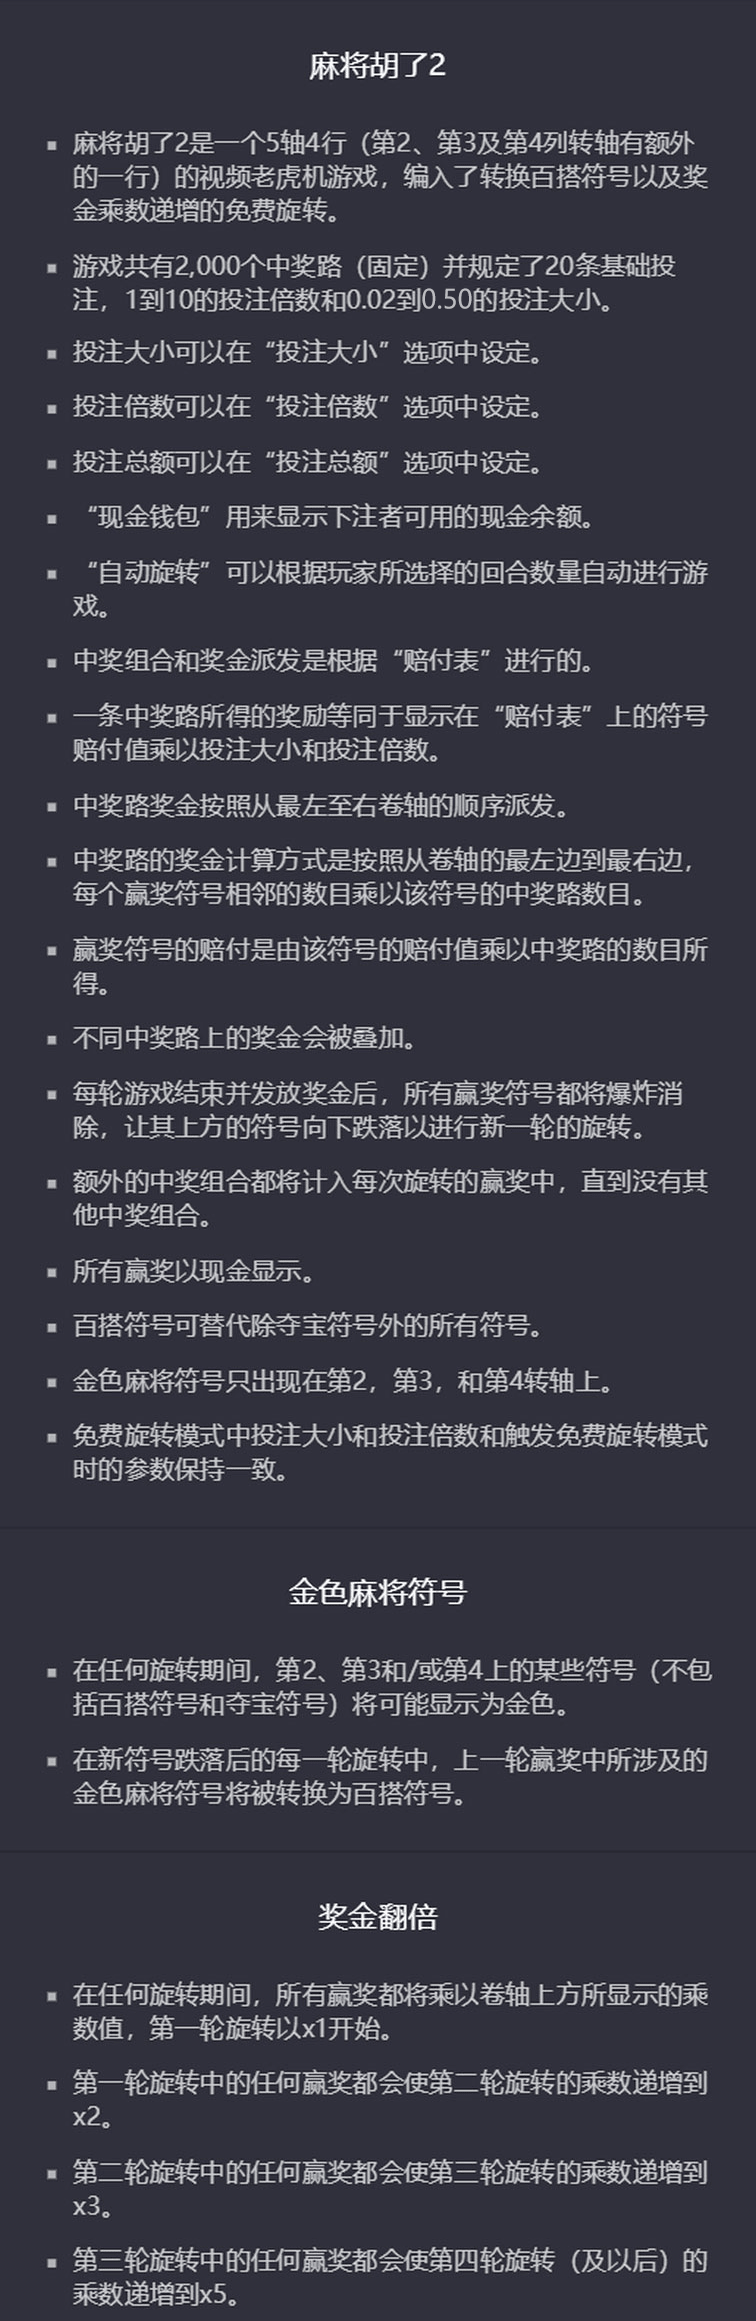 麻将胡了2
麻将胡了2是一个5轴4行（第2、第3及第4列转轴有额外
的一行）的视频老虎机游戏，编入了转换百搭符号以及奖
金乘数递增的免费旋转。
游戏共有2,000个中奖路（固定）并规定了20条基础投
注，1到10的投注倍数和0.02到0.50的投注大小。
投注大小可以在“投注大小”选项中设定。
投注倍数可以在“投注倍数”选项中设定。
投注总额可以在“投注总额”选项中设定。
“现金钱包”用来显示下注者可用的现金余额。
“自动旋转”可以根据玩家所选择的回合数量自动进行游
戏。
中奖组合和奖金派发是根据“赔付表”进行的。
一条中奖路所得的奖励等同于显示在“赔付表”上的符号
赔付值乘以投注大小和投注倍数。
中奖路奖金按照从最左至右卷轴的顺序派发。
中奖路的奖金计算方式是按照从卷轴的最左边到最右边，
每个赢奖符号相邻的数目乘以该符号的中奖路数目。
赢奖符号的赔付是由该符号的赔付值乘以中奖路的数目所
得。
不同中奖路上的奖金会被叠加。
每轮游戏结束并发放奖金后，所有赢奖符号都将爆炸消
除，让其上方的符号向下跌落以进行新一轮的旋转。
额外的中奖组合都将计入每次旋转的赢奖中，直到没有其
他中奖组合。
所有赢奖以现金显示。
百搭符号可替代除夺宝符号外的所有符号。
金色麻将符号只出现在第2，第3，和第4转轴上。
免费旋转模式中投注大小和投注倍数和触发免费旋转模式
时的参数保持一致。
金色麻将符号
在任何旋转期间，第2、第3和/或第4上的某些符号（不包
括百搭符号和夺宝符号）将可能显示为金色。
在新符号跌落后的每一轮旋转中，上一轮赢奖中所涉及的
金色麻将符号将被转换为百搭符号。
奖金翻倍
在任何旋转期间，所有赢奖都将乘以卷轴上方所显示的乘
数值，第一轮旋转以x1开始。
第一轮旋转中的任何赢奖都会使第二轮旋转的乘数递增到
x2。
第二轮旋转中的任何赢奖都会使第三轮旋转的乘数递增到
x3。
第三轮旋转中的任何赢奖都会使第四轮旋转（及以后）的
乘数递增到x5。